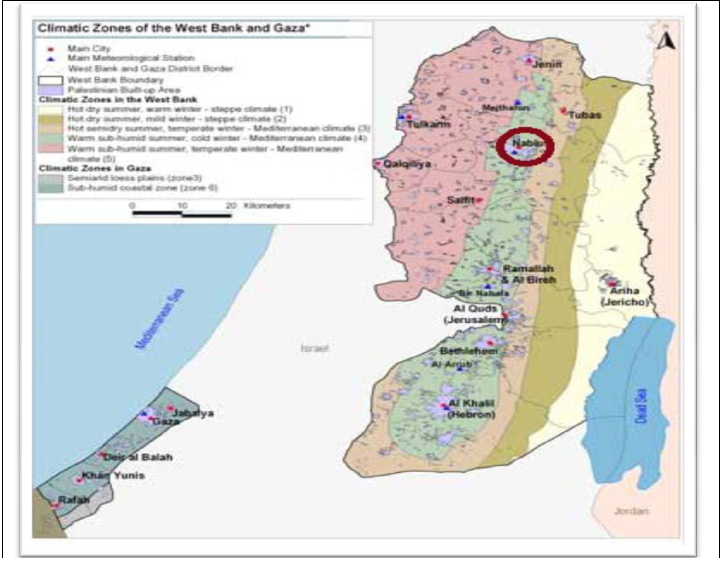 Climatic Zones of the West Bank and Gaza*
Main City
Main Meteorological Station
West Bank and Gaza District Border
West Bank Boundary
Palestinian Built-up Area
Climatic Zones in the West Bank
Hot dry summer, warm winter - steppe climate (1)
Hot dry summer, mild winter - steppe climate (2)
Hot semidry summer, temperate winter - Mediterranean climate (3)
Warm sub-humid summer, cold winter - Mediterranean climate (4)
Warm sub-humid summer, temperate winter - Mediterranean
climate (5)
Climatic Zones in Gaza
Semiarid loess plains (zone3)
Sub-humid coastal zone (zone 6)
0 10 20 Kilometers
Jenin
Meitharon
Tubas
Tulkarm
Nablus
Qalqiliya
Salfit
Ramallah
& Al Bireh
Bir Nabala
Ariha
(Jericho)
Al Quds
(Jerusalem)
Mediterranean Sea
Israel
Bethlehem
Al-Arrub
Al Khalil
(Hebron)
Dead Sea
Jabalya
Gaza
Deir al Balah
Khan Yunis
Rafah
Jordan